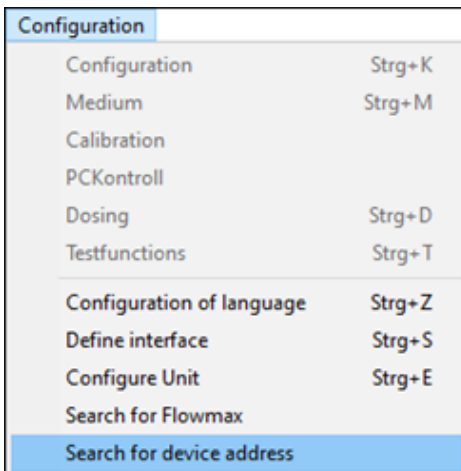 Configuration
Configuration Strg+K
Medium Strg+M
Calibration
PCKontroll
Dosing Strg+D
Testfunctions Strg+T
Configuration of language Strg+Z
Define interface Strg+S
Configure Unit Strg+E
Search for Flowmax
Search for device address